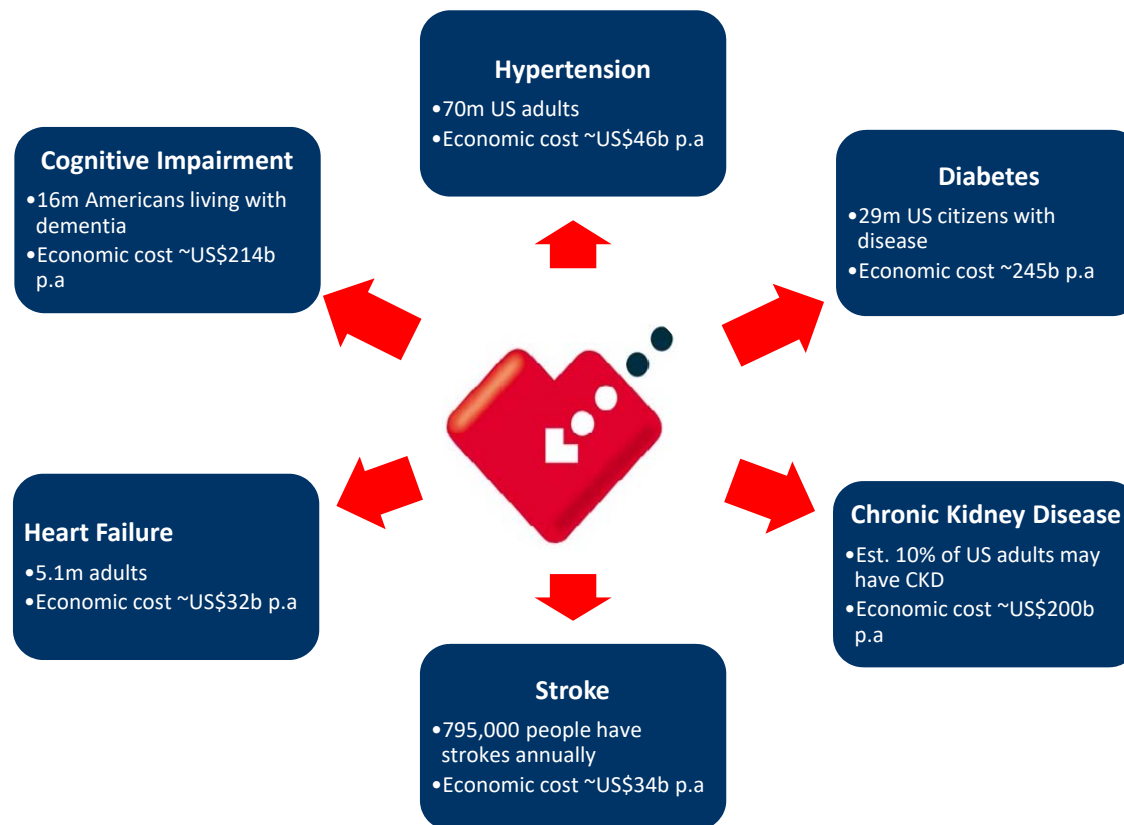 Hypertension
•70m US adults
•Economic cost ~US$46b p.a
Cognitive Impairment
•16m Americans living with
dementia
•Economic cost ~US$214b
p.a
Diabetes
•29m US citizens with
disease
•Economic cost ~245b p.a
Heart Failure
•5.1m adults
•Economic cost ~US$32b p.a
Chronic Kidney Disease
•Est. 10% of US adults may
have CKD
•Economic cost ~US$200b
p.a
Stroke
•795,000 people have
strokes annually
•Economic cost ~US$34b p.a